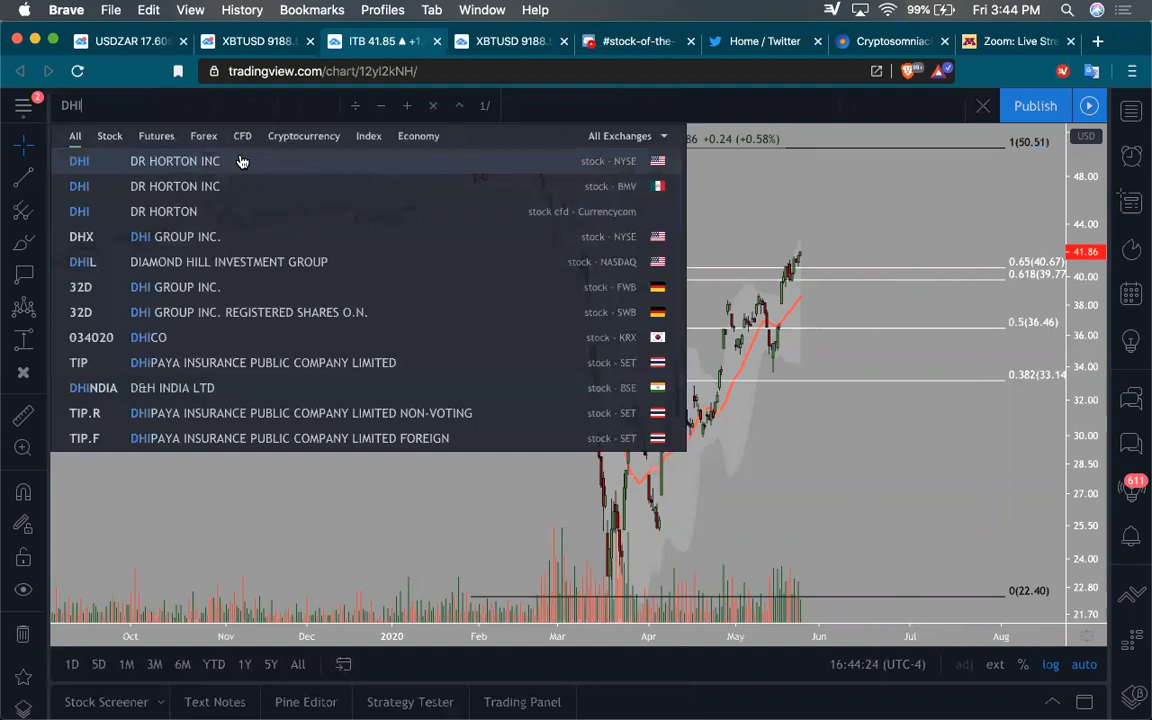 Brave File Edit View History Bookmarks Profiles Tab Window Help 99% Fri 3:44 PM
USDZAR 17.60 XBTUSD 9188. ITB 41.85 ▲ +1. XBTUSD 9188. #stock-of-the- Home / Twitter Cryptosomniac Zoom: Live Stre
tradingview.com/chart/12yl2kNH/
2 DHI ÷ − + × 1/ Publish
All Stock Futures Forex CFD Cryptocurrency Index Economy All Exchanges 86 +0.24 (+0.58%) USD
1(50.51)
DHI DR HORTON INC stock - NYSE
48.00
DHI DR HORTON INC stock - BMV
DHI DR HORTON stock cfd - Currencycom
44.00
DHX DHI GROUP INC. stock - NYSE
41.86
DHIL DIAMOND HILL INVESTMENT GROUP stock - NASDAQ 0.65(40.67)
40.00
0.618(39.77
32D DHI GROUP INC. stock - FWB
38.00
32D DHI GROUP INC. REGISTERED SHARES O.N. stock - SWB
0.5(36.46)
034020 DHICO stock - KRX 36.00
TIP DHIPAYA INSURANCE PUBLIC COMPANY LIMITED stock - SET 34.00
0.382(33.14
DHINDIA D&H INDIA LTD stock - BSE
32.00
TIP.R DHIPAYA INSURANCE PUBLIC COMPANY LIMITED NON-VOTING stock - SET
TIP.F DHIPAYA INSURANCE PUBLIC COMPANY LIMITED FOREIGN stock - SET 30.00
28.50
611
27.00
25.50
24.00
22.80
0(22.40)
21.70
Oct Nov Dec 2020 Feb Mar Apr May Jun Jul Aug
1D 5D 1M 3M 6M YTD 1Y 5Y All 16:44:24 (UTC-4) adj ext % log auto
Stock Screener Text Notes Pine Editor Strategy Tester Trading Panel